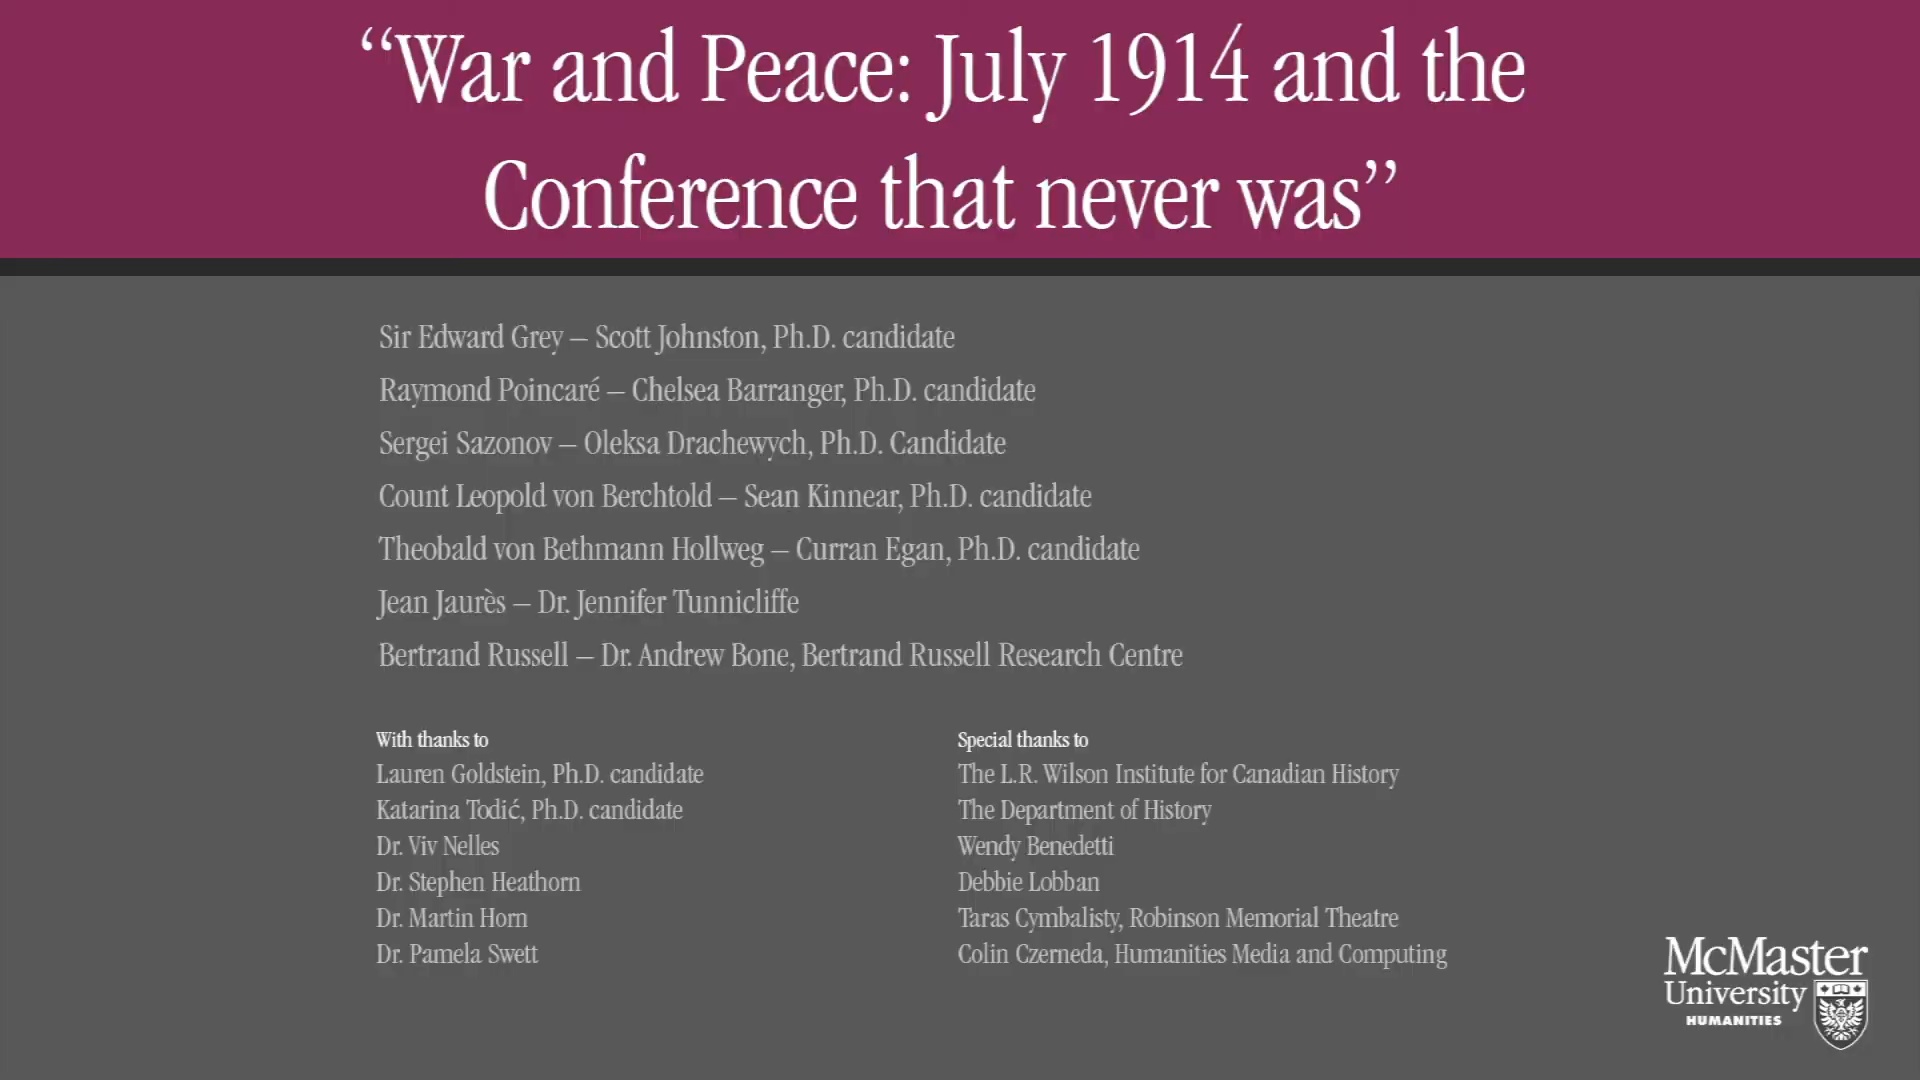 “War and Peace: July 1914 and the
Conference that never was”
Sir Edward Grey – Scott Johnston, Ph.D. candidate
Raymond Poincaré – Chelsea Barranger, Ph.D. candidate
Sergei Sazonov – Oleksa Drachewych, Ph.D. Candidate
Count Leopold von Berchtold – Sean Kinnear, Ph.D. candidate
Theobald von Bethmann Hollweg – Curran Egan, Ph.D. candidate
Jean Jaurès – Dr. Jennifer Tunnicliffe
Bertrand Russell – Dr. Andrew Bone, Bertrand Russell Research Centre
With thanks to
Lauren Goldstein, Ph.D. candidate
Katarina Todić, Ph.D. candidate
Dr. Viv Nelles
Dr. Stephen Heathorn
Dr. Martin Horn
Dr. Pamela Swett
Special thanks to
The L.R. Wilson Institute for Canadian History
The Department of History
Wendy Benedetti
Debbie Lobban
Taras Cymbalisty, Robinson Memorial Theatre
Colin Czerneda, Humanities Media and Computing
McMaster
University
HUMANITIES